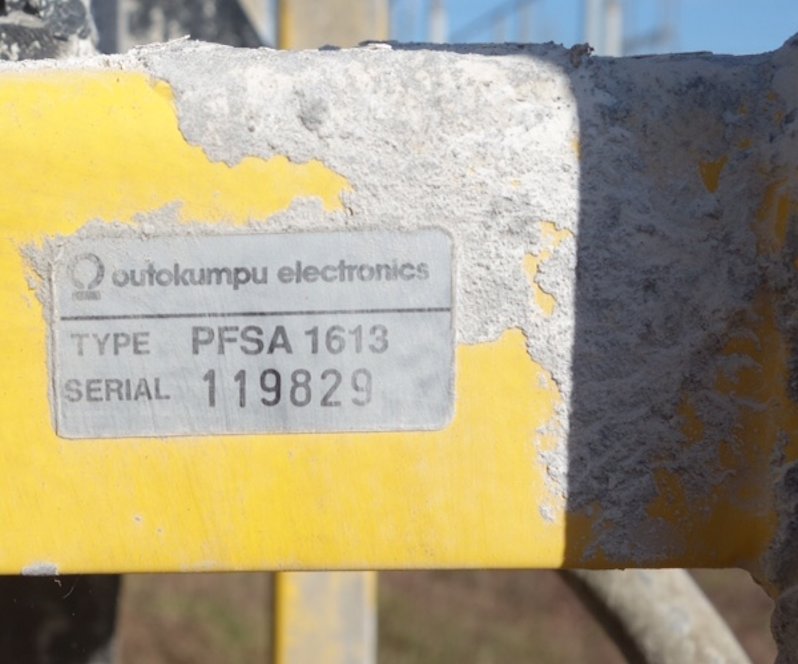 outokumpu electronics
TYPE PFSA 1613
SERIAL 119829